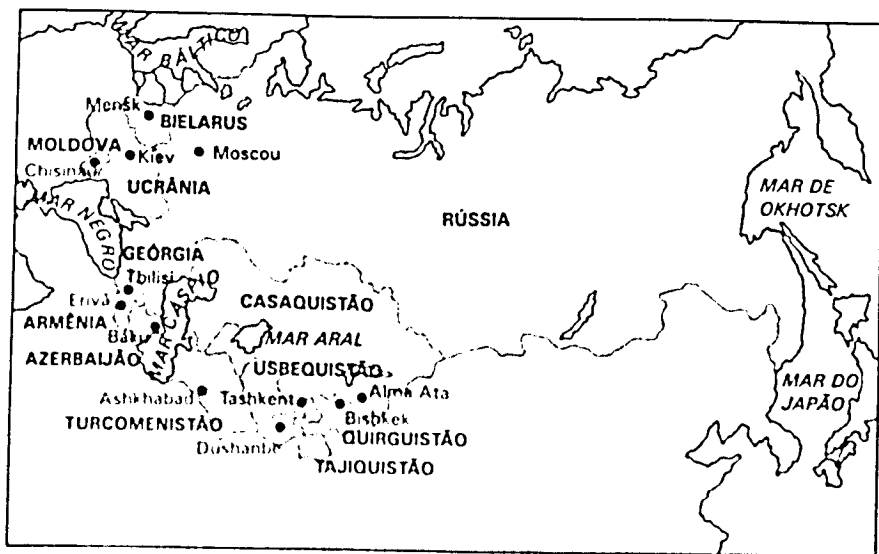 MAR BÁLTICO
Mensk
BIELARUS
MOLDOVA
Kiev
Moscou
Chisinau
UCRÂNIA
MAR NEGRO
RÚSSIA
MAR DE
OKHOTSK
GEÓRGIA
Tbilisi
MAR CASPIO
CASAQUISTÃO
Erivã
ARMÊNIA
MAR ARAL
Baku
AZERBAIJÃO
USBEQUISTÃO
MAR DO
JAPÃO
Ashkhabad
Tashkent
Alma Ata
TURCOMENISTÃO
Bishkek
Dushanbe
QUIRGUISTÃO
TAJIQUISTÃO